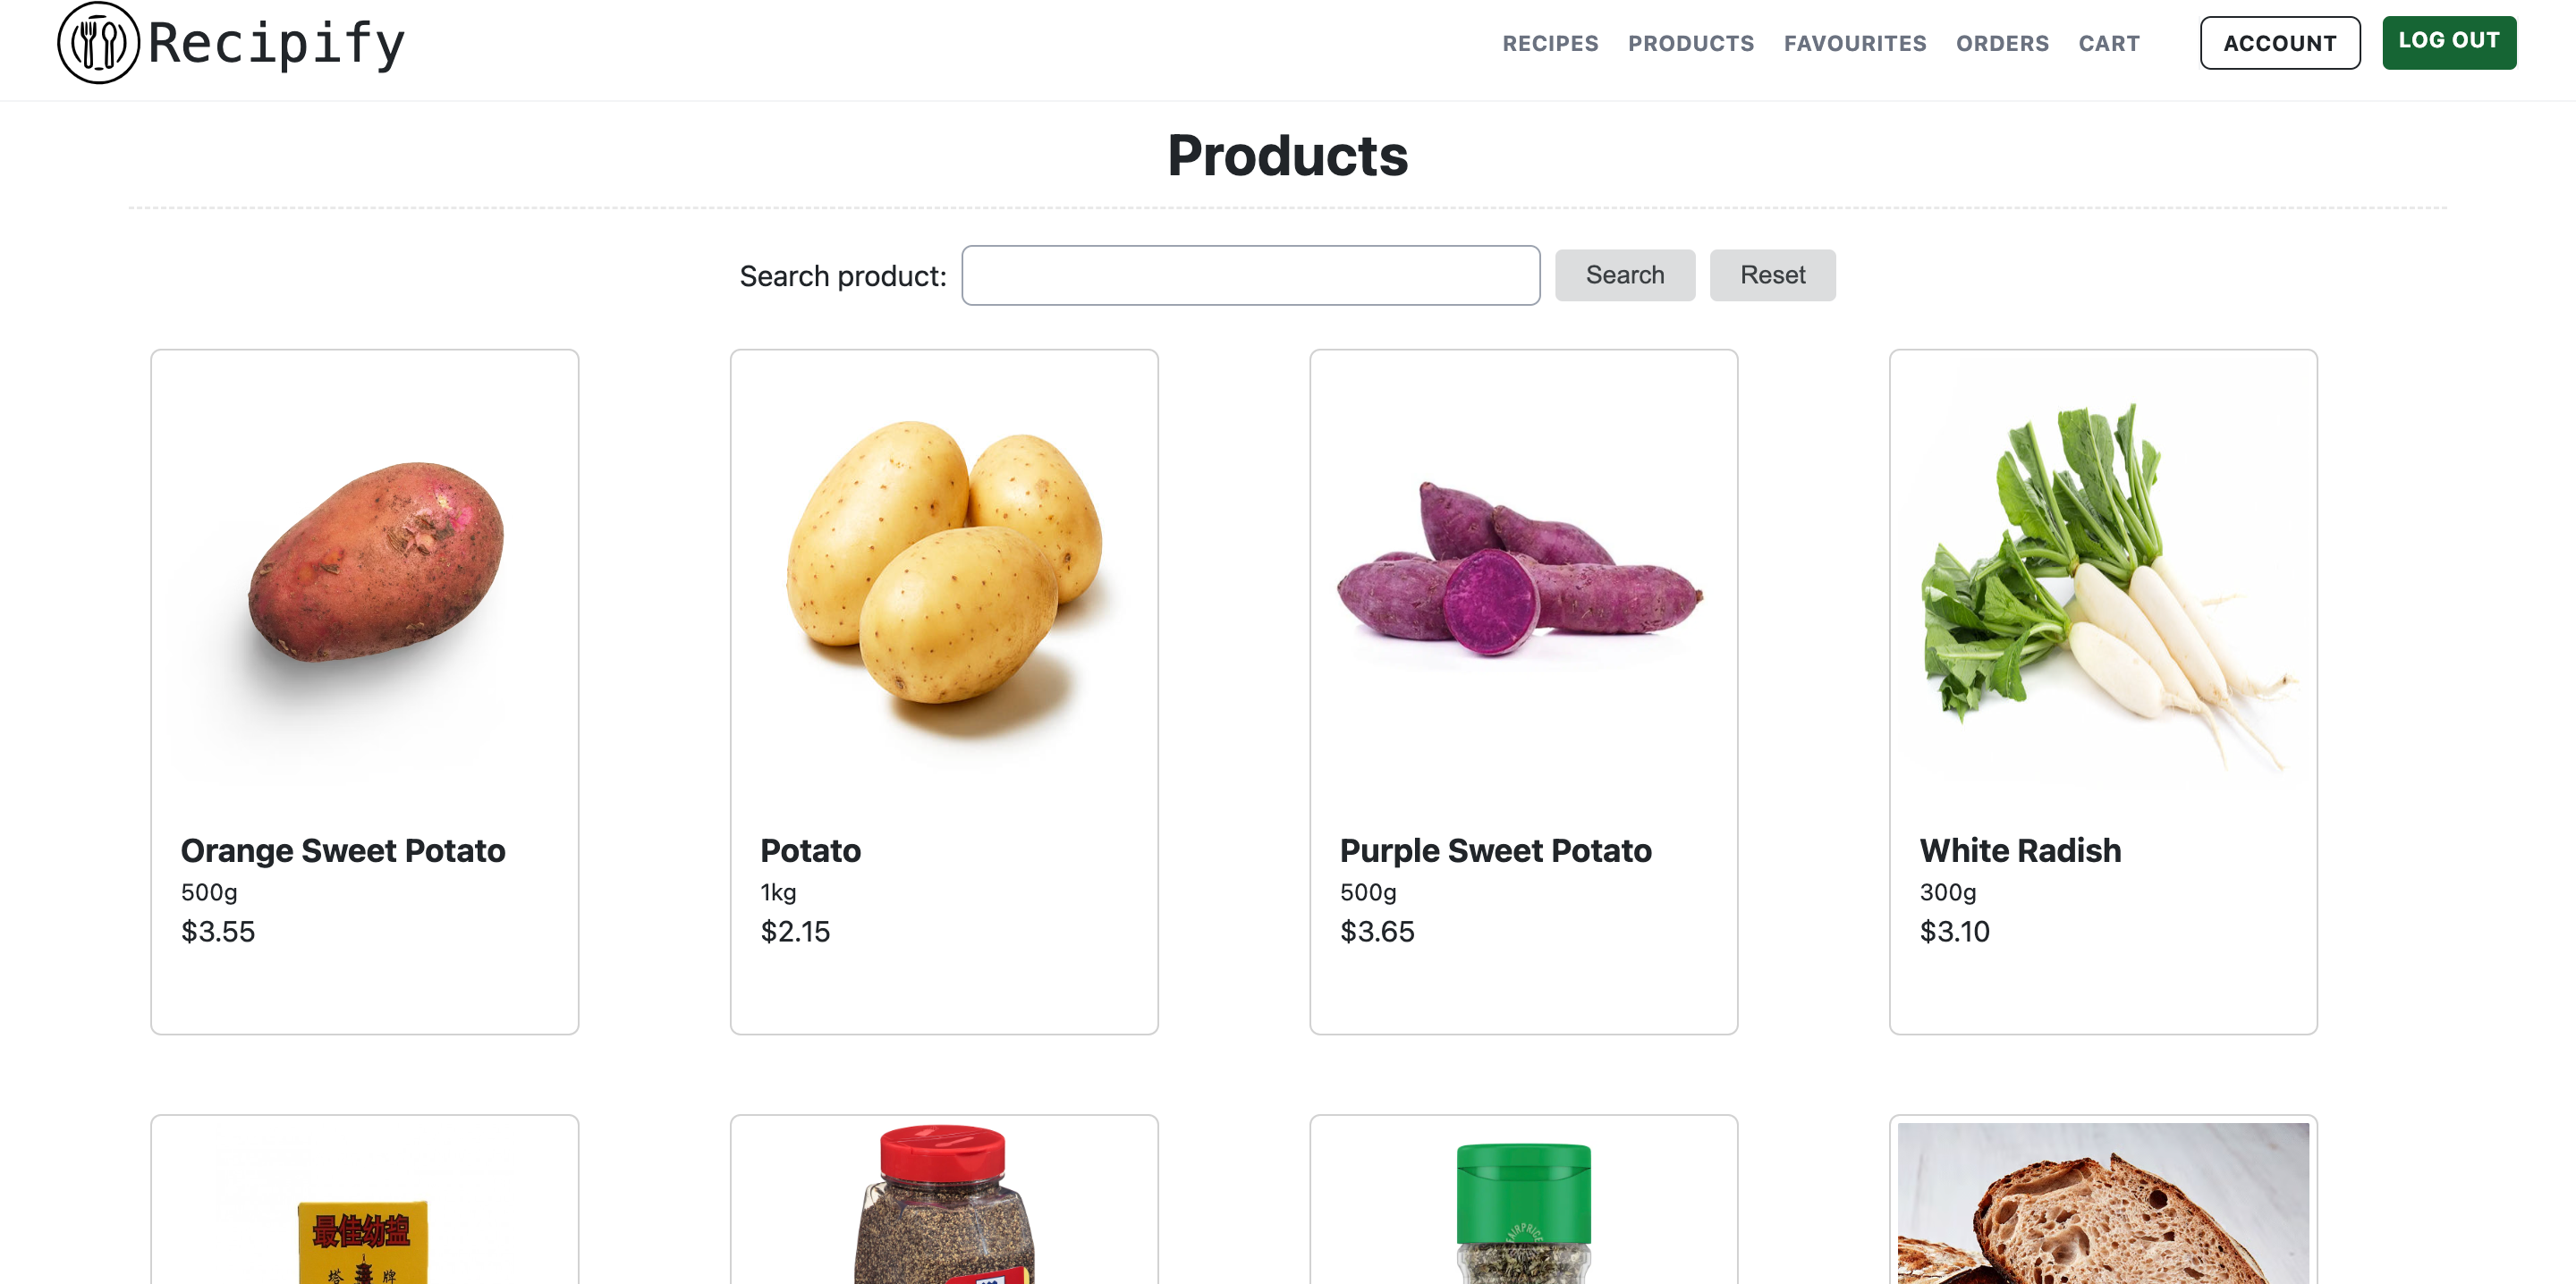 Recipify
RECIPES PRODUCTS FAVOURITES ORDERS CART ACCOUNT LOG OUT
Products
Search product: Search Reset
Orange Sweet Potato
500g
$3.55
Potato
1kg
$2.15
Purple Sweet Potato
500g
$3.65
White Radish
300g
$3.10
最佳幼盐
塔 牌
FAIRPRICE